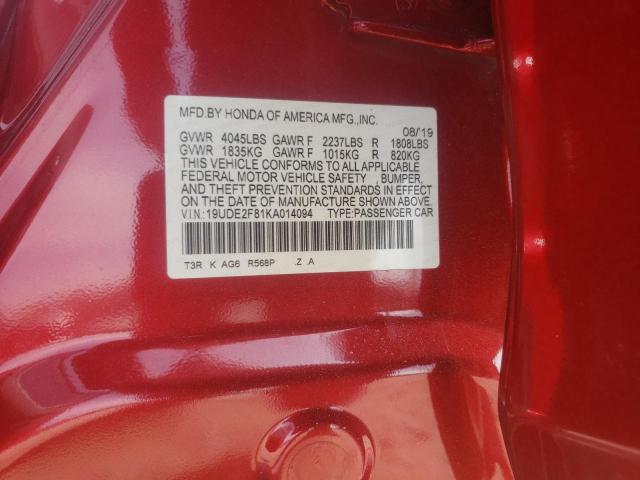 MFD.BY HONDA OF AMERICA MFG.,INC.
08/'19
GVWR 4045LBS GAWR F 2237LBS R 1808LBS
GVWR 1835KG GAWR F 1015KG R 820KG
THIS VEHICLE CONFORMS TO ALL APPLICABLE
FEDERAL MOTOR VEHICLE SAFETY , BUMPER,
AND THEFT PREVENTION STANDARDS IN EFFECT
ON THE DATE OF MANUFACTURE SHOWN ABOVE.
V.I.N.:19UDE2F81KA014094 TYPE:PASSENGER CAR
T3R K AG6 R568P .Z .A